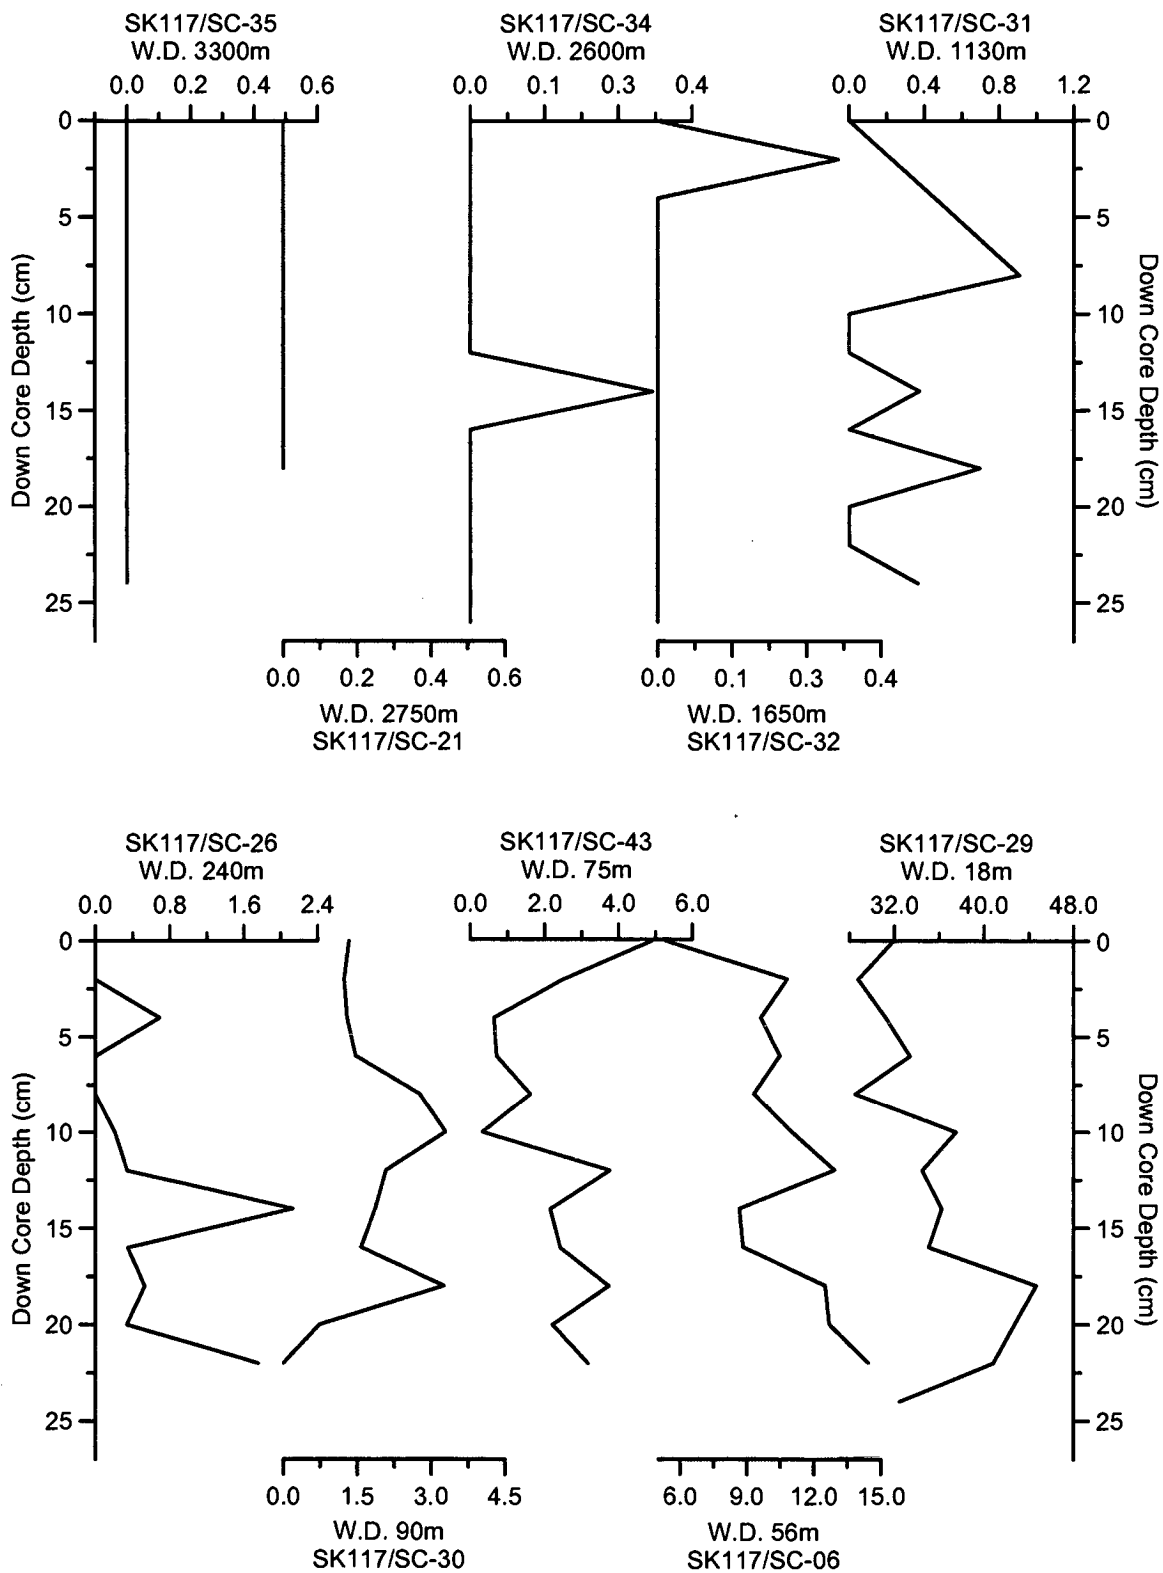 SK117/SC-35
W.D. 3300m
0.0 0.2 0.4 0.6
SK117/SC-34
W.D. 2600m
0.0 0.1 0.3 0.4
SK117/SC-31
W.D. 1130m
0.0 0.4 0.8 1.2
Down Core Depth (cm)
0
5
10
15
20
25
Down Core Depth (cm)
0
5
10
15
20
25
0.0 0.2 0.4 0.6
W.D. 2750m
SK117/SC-21
0.0 0.1 0.3 0.4
W.D. 1650m
SK117/SC-32
SK117/SC-26
W.D. 240m
0.0 0.8 1.6 2.4
SK117/SC-43
W.D. 75m
0.0 2.0 4.0 6.0
SK117/SC-29
W.D. 18m
32.0 40.0 48.0
Down Core Depth (cm)
0
5
10
15
20
25
Down Core Depth (cm)
0
5
10
15
20
25
0.0 1.5 3.0 4.5
W.D. 90m
SK117/SC-30
6.0 9.0 12.0 15.0
W.D. 56m
SK117/SC-06